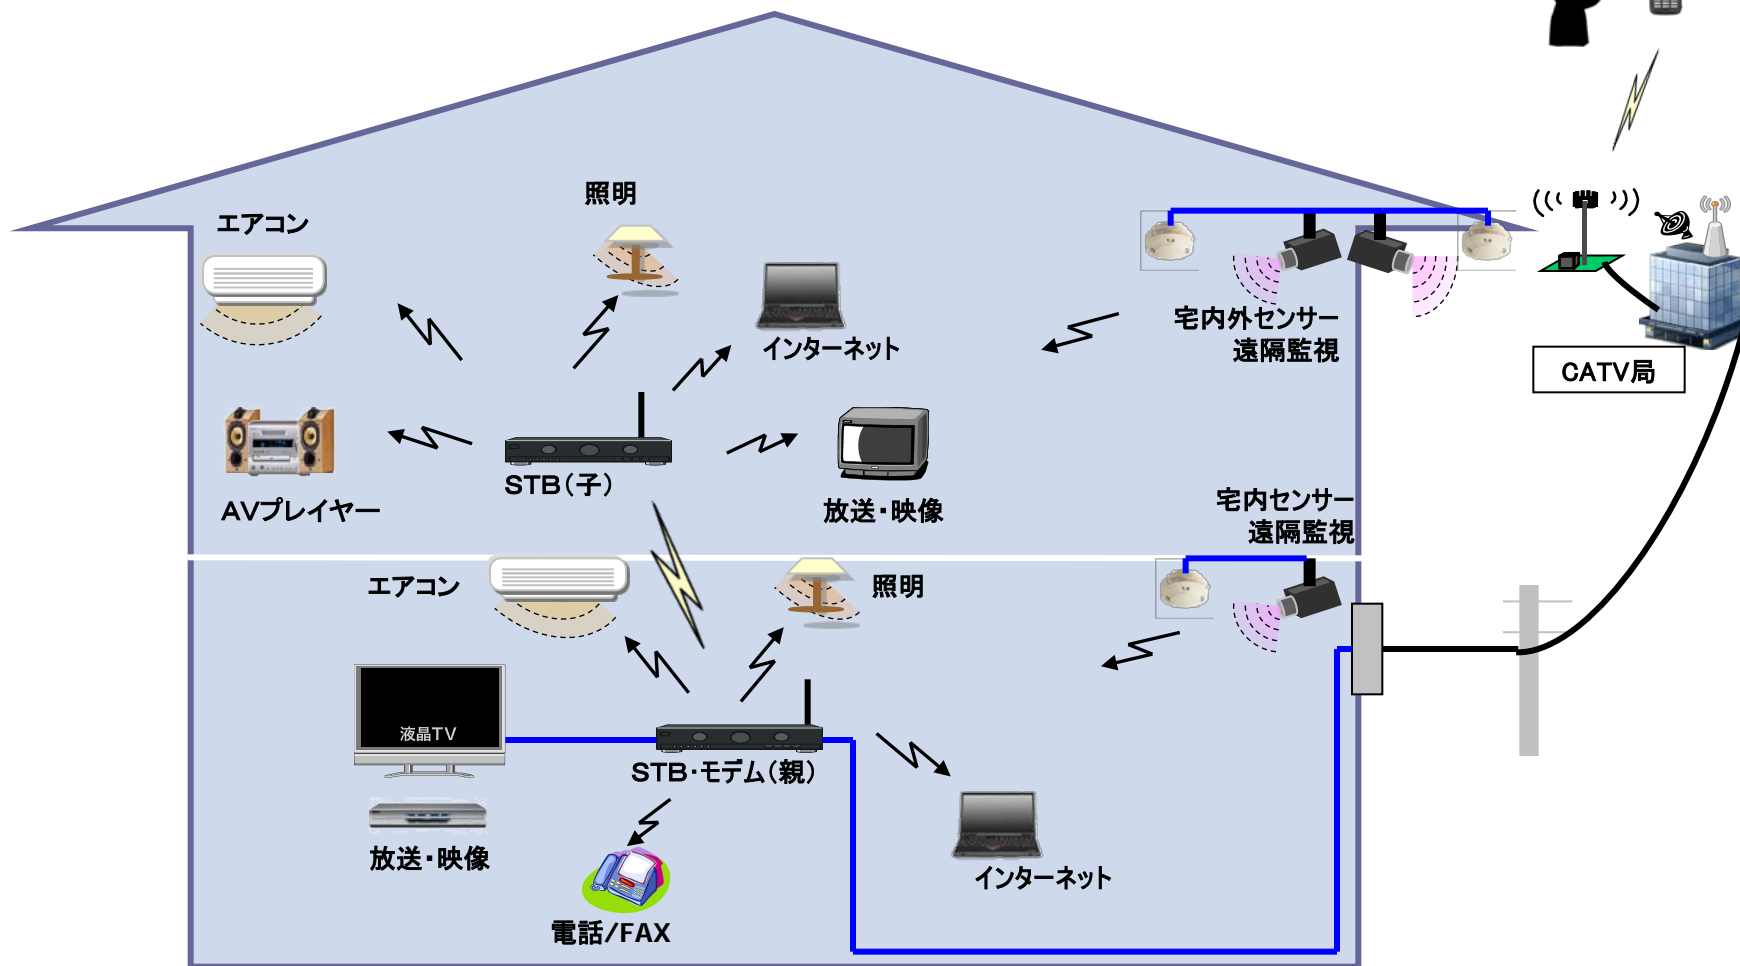 照明
エアコン
インターネット
宅内外センサー
遠隔監視
CATV局
STB(子)
AVプレイヤー
放送・映像
宅内センサー
遠隔監視
エアコン
照明
液晶TV
STB・モデム(親)
放送・映像
インターネット
電話/FAX